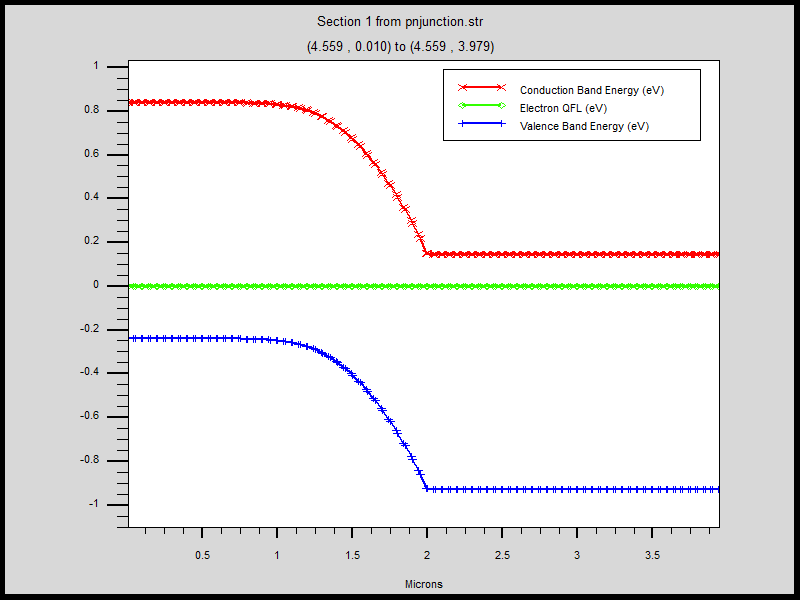 Section 1 from pnjunction.str
(4.559 , 0.010) to (4.559 , 3.979)
Conduction Band Energy (eV)
Electron QFL (eV)
Valence Band Energy (eV)
1
0.8
0.6
0.4
0.2
0
-0.2
-0.4
-0.6
-0.8
-1
0.5 1 1.5 2 2.5 3 3.5
Microns